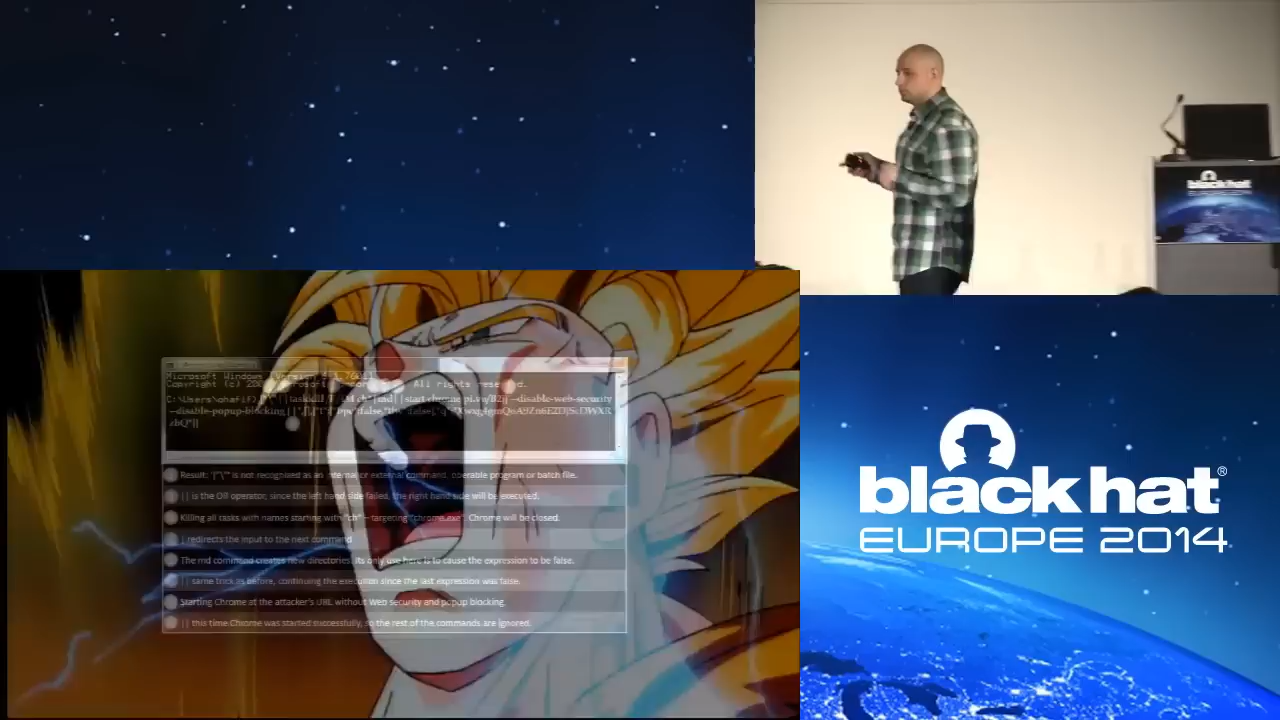 black hat
Microsoft Windows
Copyright (c) All rights
--disable-web-security
--disable-popup-blocking
Result: is not recognized as an internal or external command, operable program or batch file.
|| is the OR operator, since the left hand side failed, the right hand side will be executed.
Killing all tasks with names starting with "ch" – targeting "chrome.exe". Chrome will be closed.
| redirects the input to the next command
The md command creates new directories. Its only use here is to cause the expression to be false.
|| same trick as before, continuing the execution since the last expression was false.
Starting Chrome at the attacker's URL without Web security and popup blocking.
|| this time Chrome was started successfully, so the rest of the commands are ignored.
black hat®
EUROPE 2014